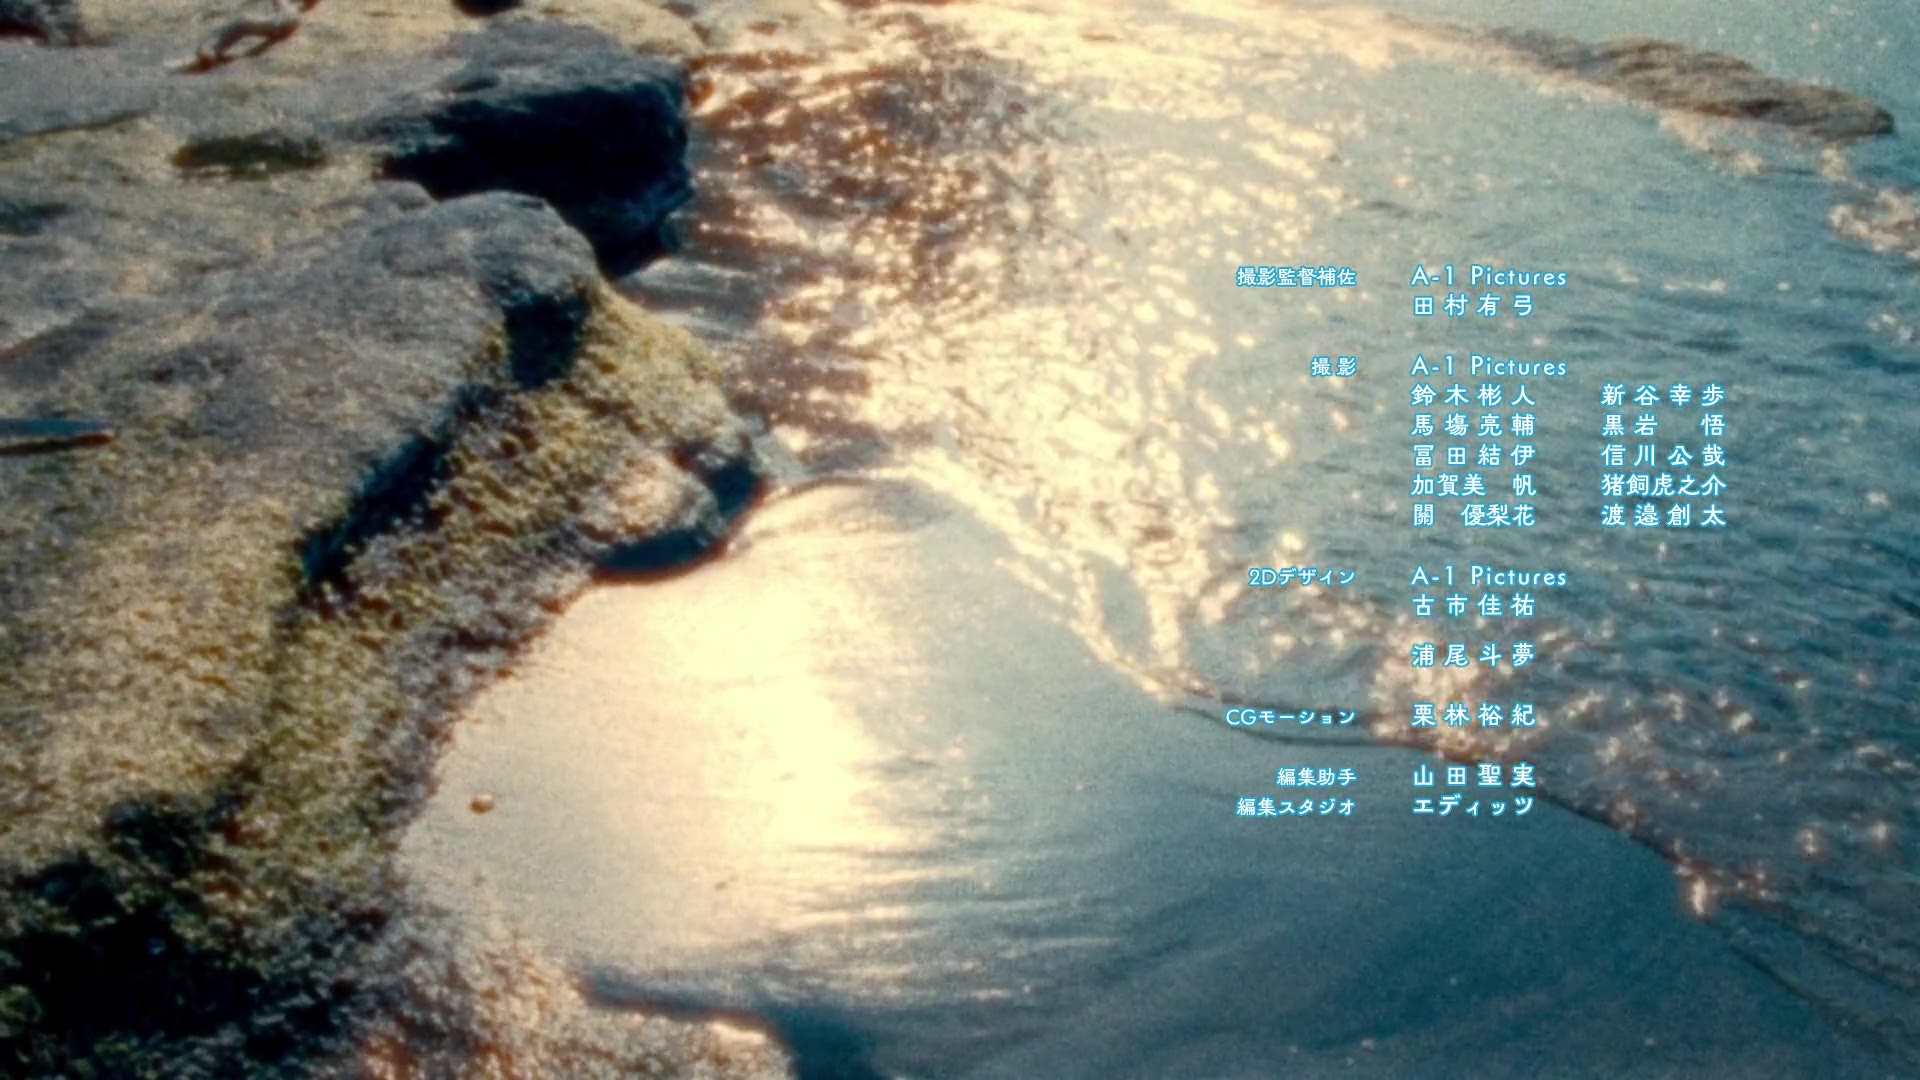 撮影監督補佐 A-1 Pictures
田村有弓
撮影 A-1 Pictures
鈴木彬人 新谷幸歩
馬塲亮輔 黒岩 悟
冨田結伊 信川公哉
加賀美 帆 猪飼虎之介
關 優梨花 渡邉創太
2Dデザイン A-1 Pictures
古市佳祐
浦尾斗夢
CGモーション 栗林裕紀
編集助手 山田聖実
編集スタジオ エディッツ